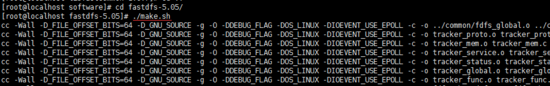 [root@localhost software]# cd fastdfs-5.05/
[root@localhost fastdfs-5.05]# ./make.sh
cc -Wall -D_FILE_OFFSET_BITS=64 -D_GNU_SOURCE -g -O -DDEBUG_FLAG -DOS_LINUX -DIOEVENT_USE_EPOLL -c -o ../common/fdfs_global.o ../c
cc -Wall -D_FILE_OFFSET_BITS=64 -D_GNU_SOURCE -g -O -DDEBUG_FLAG -DOS_LINUX -DIOEVENT_USE_EPOLL -c -o tracker_proto.o tracker_prot
cc -Wall -D_FILE_OFFSET_BITS=64 -D_GNU_SOURCE -g -O -DDEBUG_FLAG -DOS_LINUX -DIOEVENT_USE_EPOLL -c -o tracker_mem.o tracker_mem.c
cc -Wall -D_FILE_OFFSET_BITS=64 -D_GNU_SOURCE -g -O -DDEBUG_FLAG -DOS_LINUX -DIOEVENT_USE_EPOLL -c -o tracker_service.o tracker_se
cc -Wall -D_FILE_OFFSET_BITS=64 -D_GNU_SOURCE -g -O -DDEBUG_FLAG -DOS_LINUX -DIOEVENT_USE_EPOLL -c -o tracker_status.o tracker_sta
cc -Wall -D_FILE_OFFSET_BITS=64 -D_GNU_SOURCE -g -O -DDEBUG_FLAG -DOS_LINUX -DIOEVENT_USE_EPOLL -c -o tracker_global.o tracker_glo
cc -Wall -D_FILE_OFFSET_BITS=64 -D_GNU_SOURCE -g -O -DDEBUG_FLAG -DOS_LINUX -DIOEVENT_USE_EPOLL -c -o tracker_func.o tracker_func.